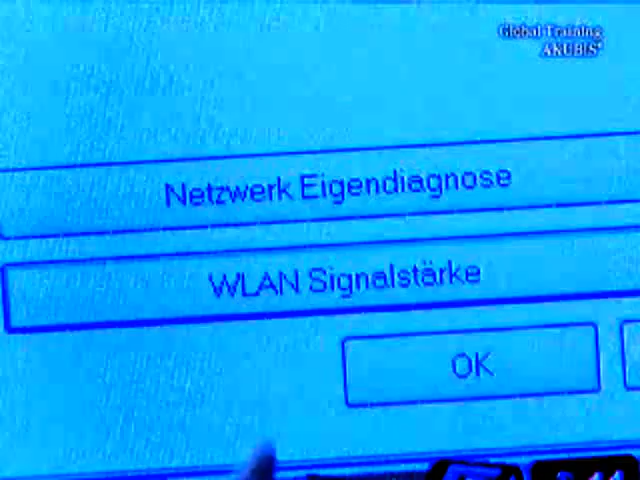 Global Training
AKUBIS®
Netzwerk Eigendiagnose
WLAN Signalstärke
OK